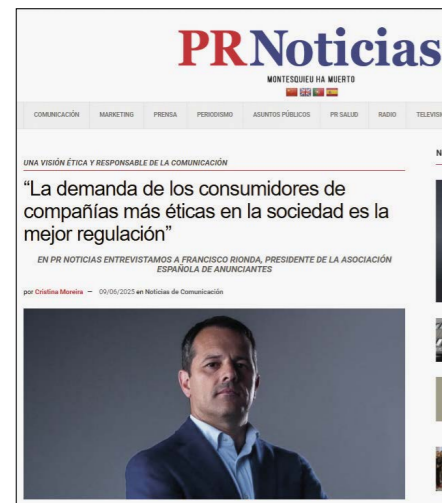 PRNoticias
MONTESQUIEU HA MUERTO
COMUNICACIÓN MARKETING PRENSA PERIODISMO ASUNTOS PÚBLICOS PR SALUD RADIO TELEVISI
UNA VISIÓN ÉTICA Y RESPONSABLE DE LA COMUNICACIÓN
N
“La demanda de los consumidores de
compañías más éticas en la sociedad es la
mejor regulación”
EN PR NOTICIAS ENTREVISTAMOS A FRANCISCO RIONDA, PRESIDENTE DE LA ASOCIACIÓN
ESPAÑOLA DE ANUNCIANTES
por Cristina Moreira — 09/06/2025 en Noticias de Comunicación